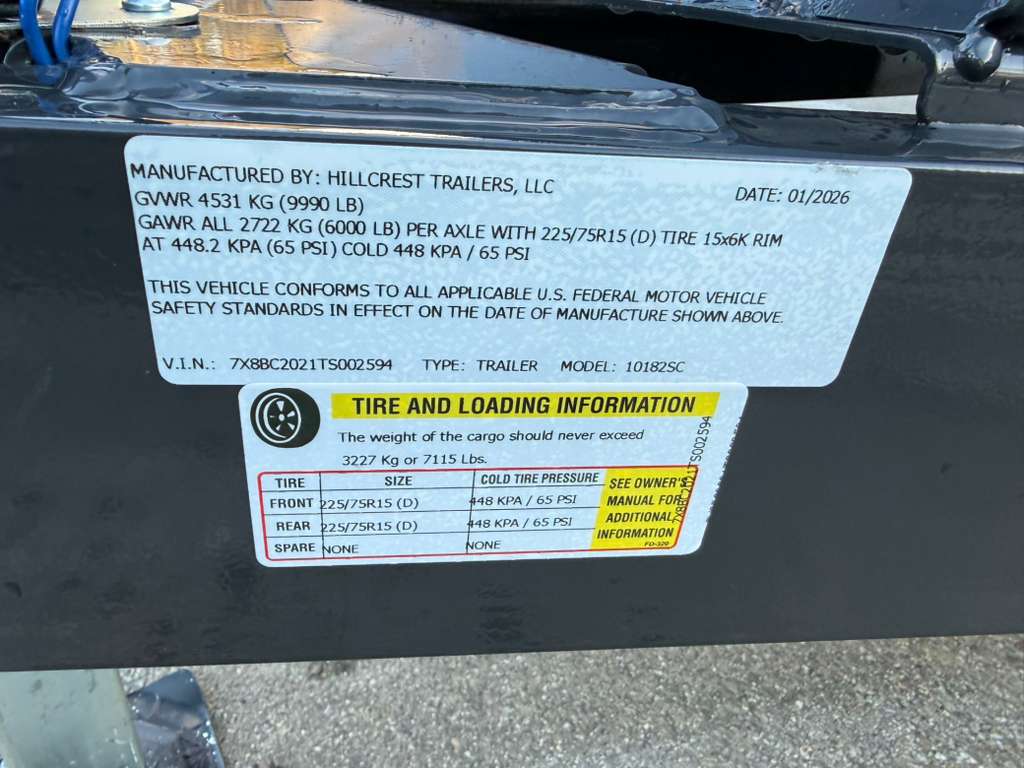 MANUFACTURED BY: HILLCREST TRAILERS, LLC
DATE: 01/2026
GVWR 4531 KG (9990 LB)
GAWR ALL 2722 KG (6000 LB) PER AXLE WITH 225/75R15 (D) TIRE 15x6K RIM
AT 448.2 KPA (65 PSI) COLD 448 KPA / 65 PSI
THIS VEHICLE CONFORMS TO ALL APPLICABLE U.S. FEDERAL MOTOR VEHICLE
SAFETY STANDARDS IN EFFECT ON THE DATE OF MANUFACTURE SHOWN ABOVE.
V.I.N.: 7X8BC2021TS002594 TYPE: TRAILER MODEL: 10182SC
TIRE AND LOADING INFORMATION
The weight of the cargo should never exceed
3227 Kg or 7115 Lbs.
TIRE SIZE COLD TIRE PRESSURE
FRONT 225/75R15 (D) 448 KPA / 65 PSI
REAR 225/75R15 (D) 448 KPA / 65 PSI
SPARE NONE NONE
SEE OWNER'S
MANUAL FOR
ADDITIONAL
INFORMATION
FO-320
7X8BC2021TS002594